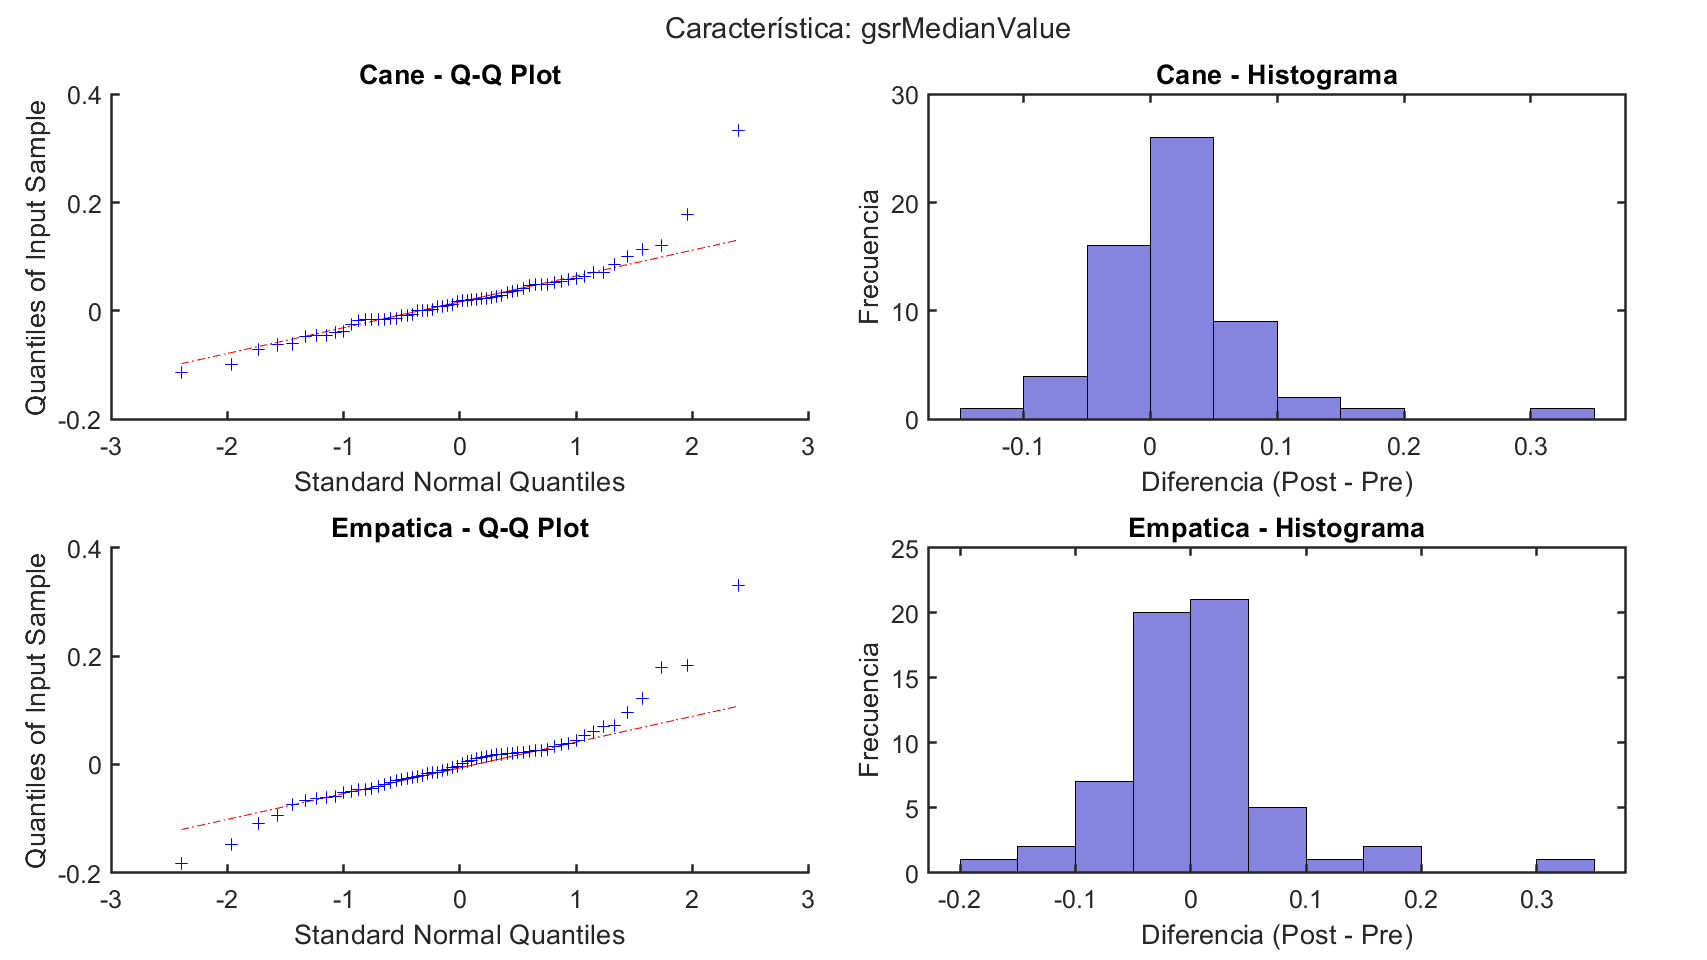 Característica: gsrMedianValue
Cane - Q-Q Plot
Quantiles of Input Sample
0.4
0.2
0
-0.2
-3 -2 -1 0 1 2 3
Standard Normal Quantiles
Cane - Histograma
Frecuencia
30
20
10
0
-0.1 0 0.1 0.2 0.3
Diferencia (Post - Pre)
Empatica - Q-Q Plot
Quantiles of Input Sample
0.4
0.2
0
-0.2
-3 -2 -1 0 1 2 3
Standard Normal Quantiles
Empatica - Histograma
Frecuencia
25
20
15
10
5
0
-0.2 -0.1 0 0.1 0.2 0.3
Diferencia (Post - Pre)